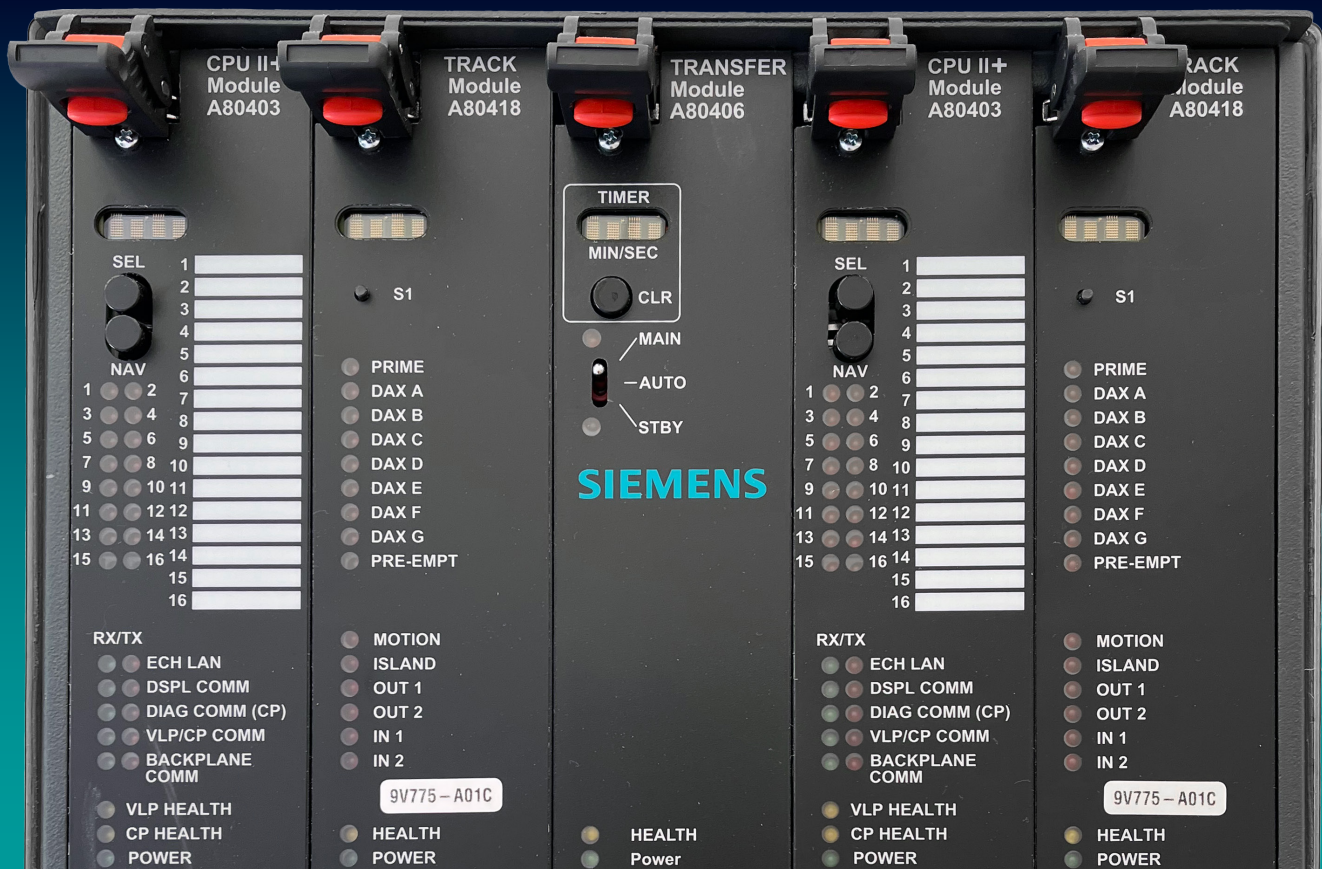 CPU II+
Module
A80403
SEL
NAV
1
2
3
4
5
6
7
8
9
10
11
12
13
14
15
16
1 2
3 4
5 6
7 8
9 10
11 12
13 14
15 16
RX/TX
ECH LAN
DSPL COMM
DIAG COMM (CP)
VLP/CP COMM
BACKPLANE
COMM
VLP HEALTH
CP HEALTH
POWER
TRACK
Module
A80418
S1
PRIME
DAX A
DAX B
DAX C
DAX D
DAX E
DAX F
DAX G
PRE-EMPT
MOTION
ISLAND
OUT 1
OUT 2
IN 1
IN 2
9V775-A01C
HEALTH
POWER
TRANSFER
Module
A80406
TIMER
MIN/SEC
CLR
MAIN
AUTO
STBY
SIEMENS
HEALTH
Power
CPU II+
Module
A80403
SEL
NAV
1
2
3
4
5
6
7
8
9
10
11
12
13
14
15
16
1 2
3 4
5 6
7 8
9 10
11 12
13 14
15 16
RX/TX
ECH LAN
DSPL COMM
DIAG COMM (CP)
VLP/CP COMM
BACKPLANE
COMM
VLP HEALTH
CP HEALTH
POWER
RACK
odule
A80418
S1
PRIME
DAX A
DAX B
DAX C
DAX D
DAX E
DAX F
DAX G
PRE-EMPT
MOTION
ISLAND
OUT 1
OUT 2
IN 1
IN 2
9V775-A01C
HEALTH
POWER